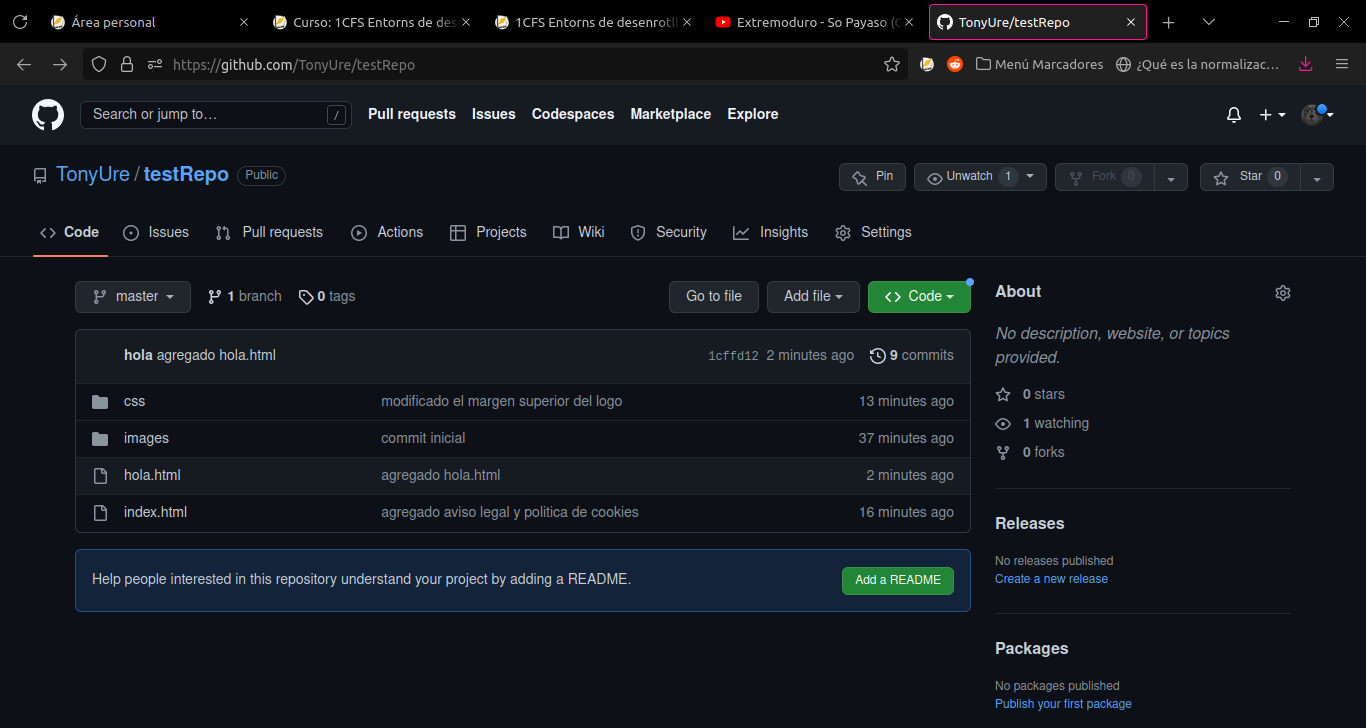 Área personal
Curso: 1CFS Entorns de des
1CFS Entorns de desenrotll
Extremoduro - So Payaso (
TonyUre/testRepo
https://github.com/TonyUre/testRepo
Menú Marcadores
¿Qué es la normalizac...
Search or jump to... /
Pull requests Issues Codespaces Marketplace Explore
TonyUre / testRepo Public
Pin
Unwatch 1
Fork 0
Star 0
Code Issues Pull requests Actions Projects Wiki Security Insights Settings
master 1 branch 0 tags
Go to file Add file Code
hola agregado hola.html 1cffd12 2 minutes ago 9 commits
css modificado el margen superior del logo 13 minutes ago
images commit inicial 37 minutes ago
hola.html agregado hola.html 2 minutes ago
index.html agregado aviso legal y politica de cookies 16 minutes ago
Help people interested in this repository understand your project by adding a README. Add a README
About
No description, website, or topics
provided.
0 stars
1 watching
0 forks
Releases
No releases published
Create a new release
Packages
No packages published
Publish your first package